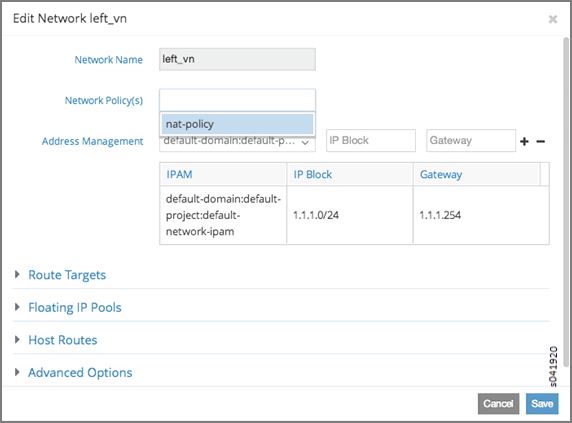 Edit Network left_vn
×
Network Name
left_vn
Network Policy(s)
nat-policy
Address Management
default-domain:default-p...
IP Block
Gateway
+ −
IPAM
IP Block
Gateway
default-domain:default-
project:default-
network-ipam
1.1.1.0/24
1.1.1.254
Route Targets
Floating IP Pools
Host Routes
Advanced Options
s041920
Cancel
Save